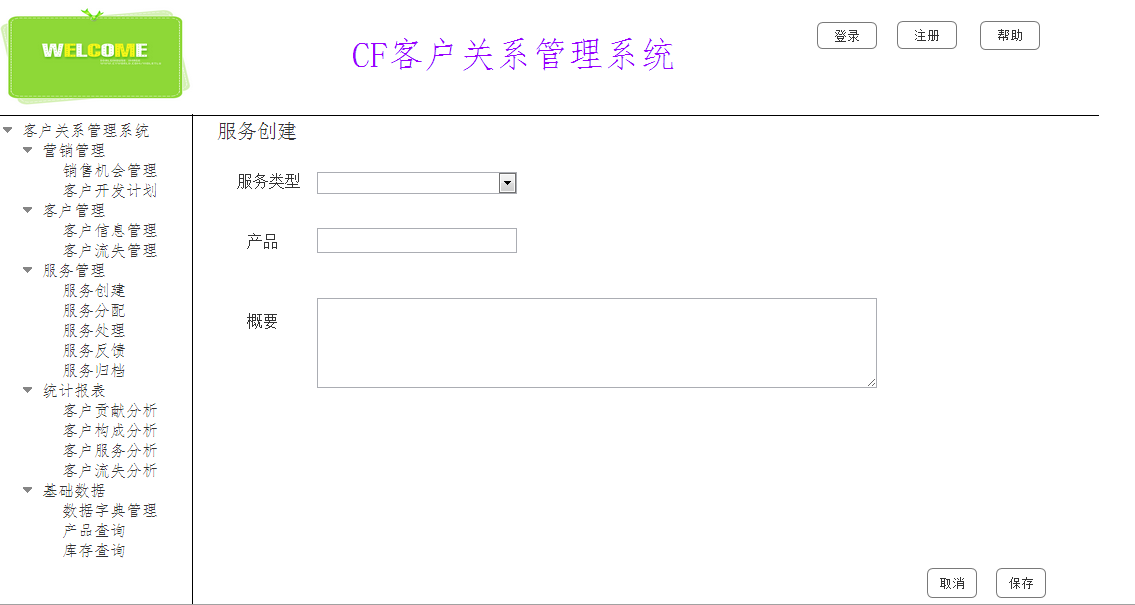 WELCOME
CF客户关系管理系统
登录
注册
帮助
客户关系管理系统
营销管理
销售机会管理
客户开发计划
客户管理
客户信息管理
客户流失管理
服务管理
服务创建
服务分配
服务处理
服务反馈
服务归档
统计报表
客户贡献分析
客户构成分析
客户服务分析
客户流失分析
基础数据
数据字典管理
产品查询
库存查询
服务创建
服务类型
产品
概要
取消
保存